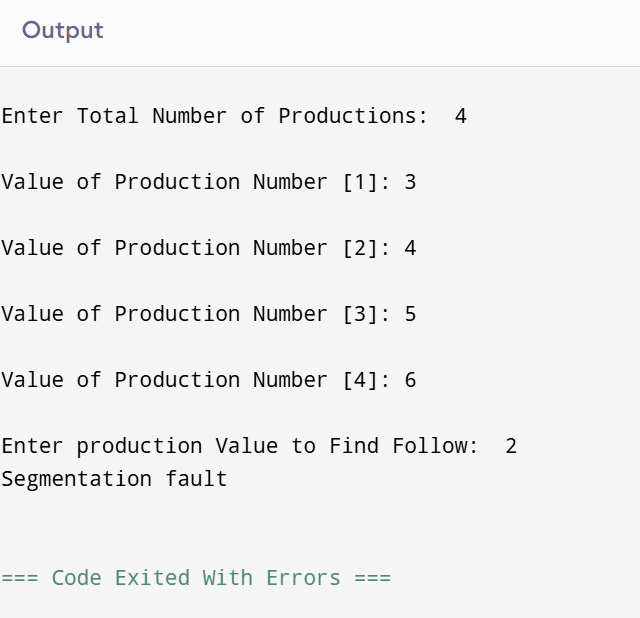 Output
Enter Total Number of Productions:  4
Value of Production Number [1]: 3
Value of Production Number [2]: 4
Value of Production Number [3]: 5
Value of Production Number [4]: 6
Enter production Value to Find Follow:  2
Segmentation fault
=== Code Exited With Errors ===